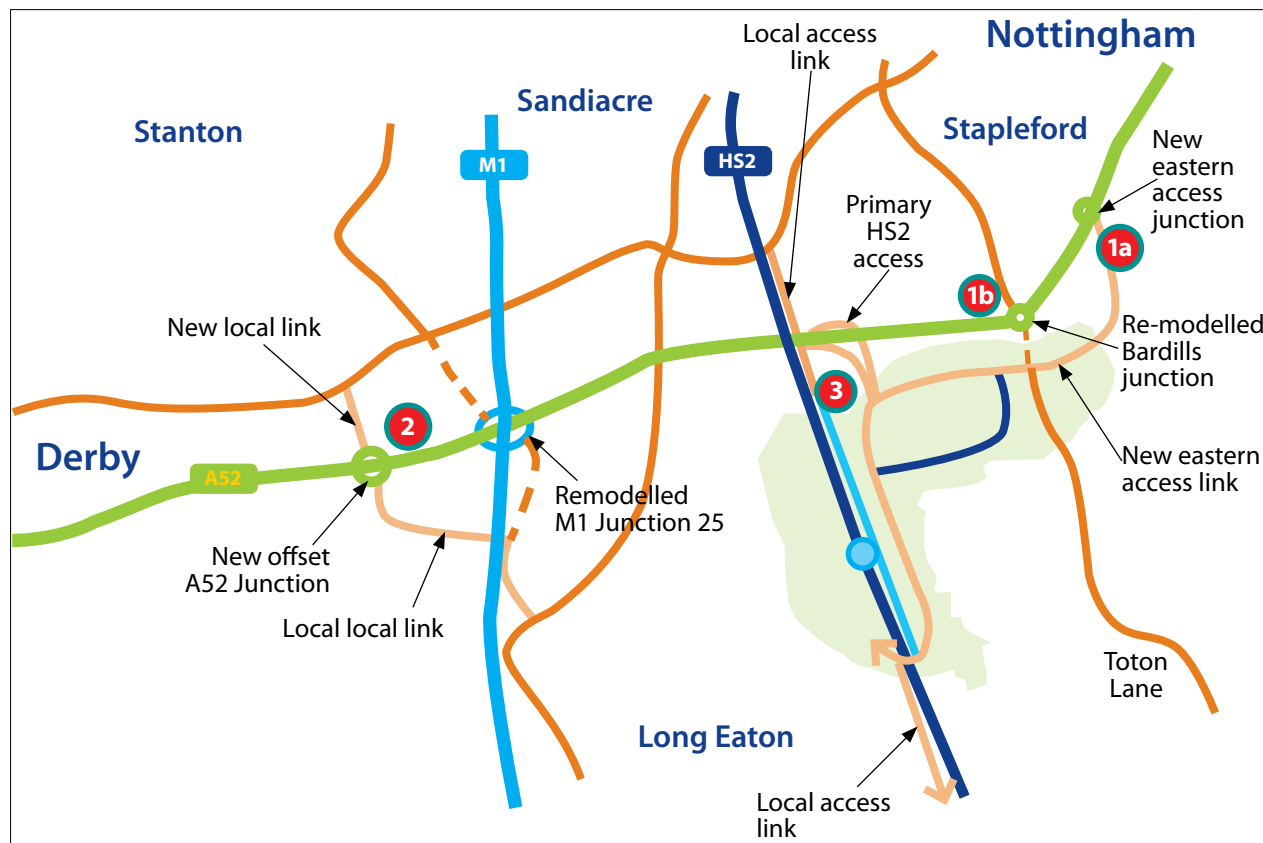 Local access
link
Nottingham
Sandiacre
Stanton
Stapleford
M1
HS2
New
eastern
access
junction
Primary
HS2
access
1a
1b
New local link
Re-modelled
Bardills
junction
3
2
Derby
A52
New eastern
access link
Remodelled
M1 Junction 25
New offset
A52 Junction
Local local link
Toton
Lane
Long Eaton
Local access
link